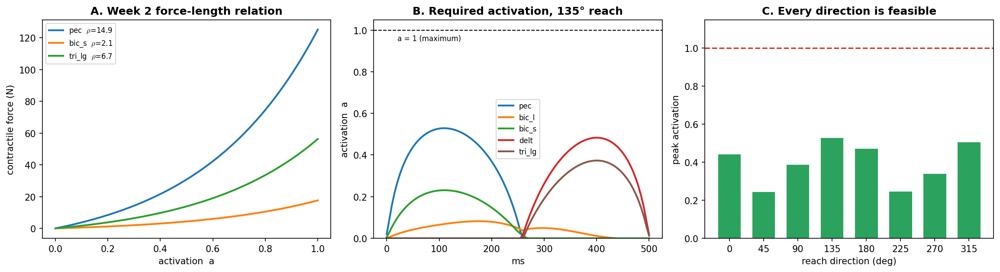 A. Week 2 force-length relation
contractile force (N)
120
100
80
60
40
20
0
pec ρ=14.9
bic_s ρ=2.1
tri_lg ρ=6.7
0.0 0.2 0.4 0.6 0.8 1.0
activation a
B. Required activation, 135° reach
activation a
1.0
0.8
0.6
0.4
0.2
0.0
a = 1 (maximum)
pec
bic_l
bic_s
delt
tri_lg
0 100 200 300 400 500
ms
C. Every direction is feasible
peak activation
1.0
0.8
0.6
0.4
0.2
0.0
0 45 90 135 180 225 270 315
reach direction (deg)